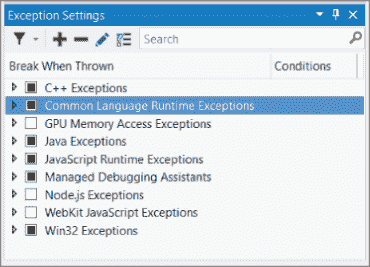 Exception Settings
Search
Break When Thrown Conditions
C++ Exceptions
Common Language Runtime Exceptions
GPU Memory Access Exceptions
Java Exceptions
JavaScript Runtime Exceptions
Managed Debugging Assistants
Node.js Exceptions
WebKit JavaScript Exceptions
Win32 Exceptions